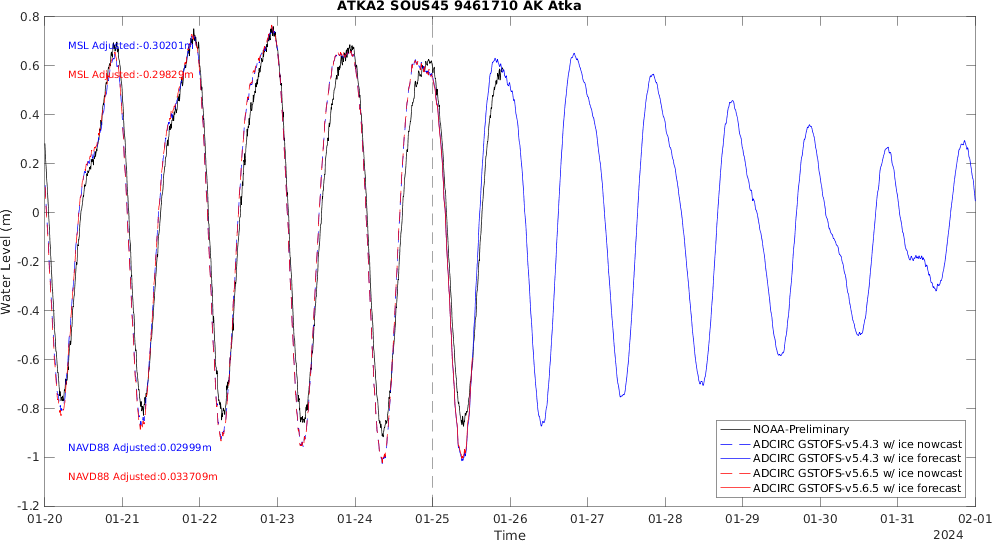 ATKA2 SOUS45 9461710 AK Atka
0.8
0.6
0.4
0.2
0
-0.2
-0.4
-0.6
-0.8
-1
-1.2
Water Level (m)
MSL Adjusted:-0.30201m
MSL Adjusted:-0.29829m
NAVD88 Adjusted:0.02999m
NAVD88 Adjusted:0.033709m
NOAA-Preliminary
ADCIRC GSTOFS-v5.4.3 w/ ice nowcast
ADCIRC GSTOFS-v5.4.3 w/ ice forecast
ADCIRC GSTOFS-v5.6.5 w/ ice nowcast
ADCIRC GSTOFS-v5.6.5 w/ ice forecast
01-20 01-21 01-22 01-23 01-24 01-25 01-26 01-27 01-28 01-29 01-30 01-31 02-01
Time
2024